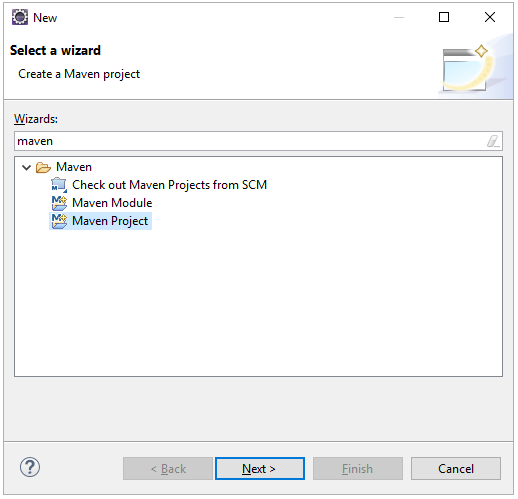 New
Select a wizard
Create a Maven project
Wizards:
maven
Maven
Check out Maven Projects from SCM
Maven Module
Maven Project
< Back
Next >
Finish
Cancel